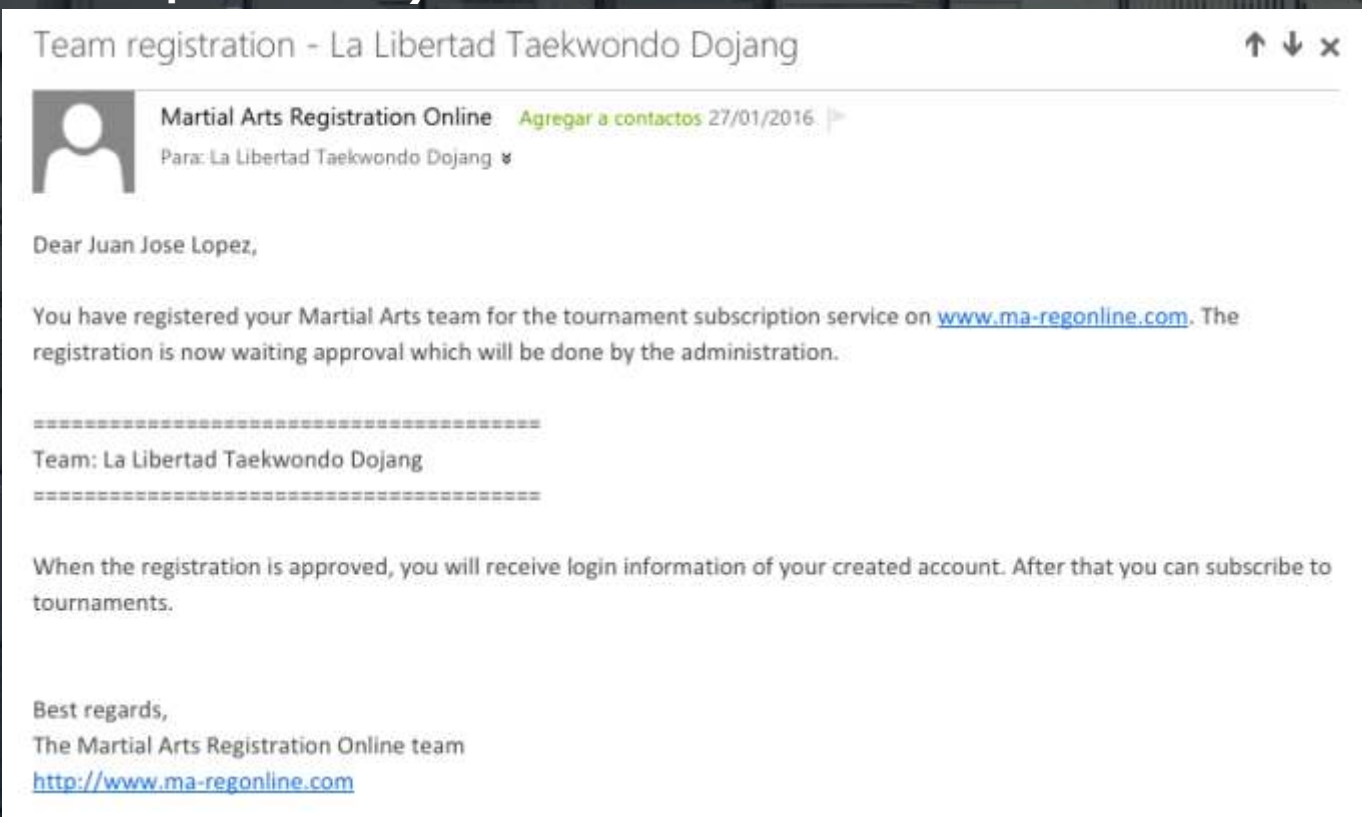 Team registration - La Libertad Taekwondo Dojang
Martial Arts Registration Online Agregar a contactos 27/01/2016
Para: La Libertad Taekwondo Dojang
Dear Juan Jose Lopez,
You have registered your Martial Arts team for the tournament subscription service on www.ma-regonline.com. The
registration is now waiting approval which will be done by the administration.
========================================
Team: La Libertad Taekwondo Dojang
========================================
When the registration is approved, you will receive login information of your created account. After that you can subscribe to
tournaments.
Best regards,
The Martial Arts Registration Online team
http://www.ma-regonline.com